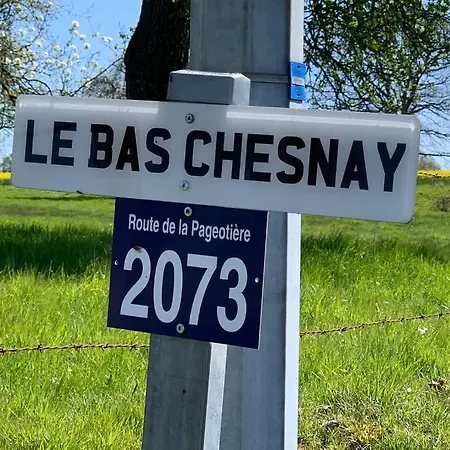 LE BAS CHESNAY
Route de la Pageotière
2073